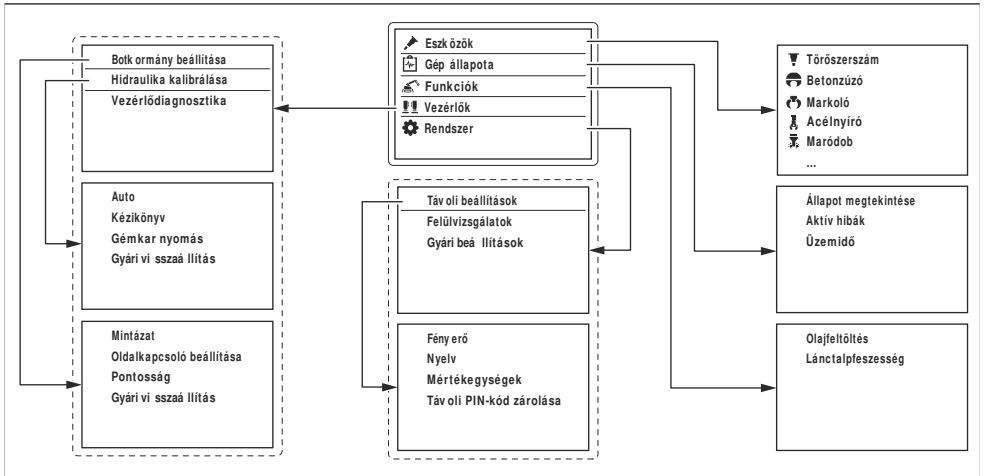 Botkormány beállítása
Hidraulika kalibrálása
Vezérlődiagnosztika
Auto
Kézikönyv
Gémkar nyomás
Gyári visszaállítás
Mintázat
Oldalkapcsoló beállítása
Pontosság
Gyári visszaállítás
Eszközök
Gép állapota
Funkciók
Vezérlők
Rendszer
Távoli beállítások
Felülvizsgálatok
Gyári beállítások
Fényerő
Nyelv
Mértékegységek
Távoli PIN-kód zárolása
Törőszerszám
Betonzúzó
Markoló
Acélnyíró
Maródob
...
Állapot megtekintése
Aktív hibák
Üzemidő
Olajfeltöltés
Lánctalpfeszesség